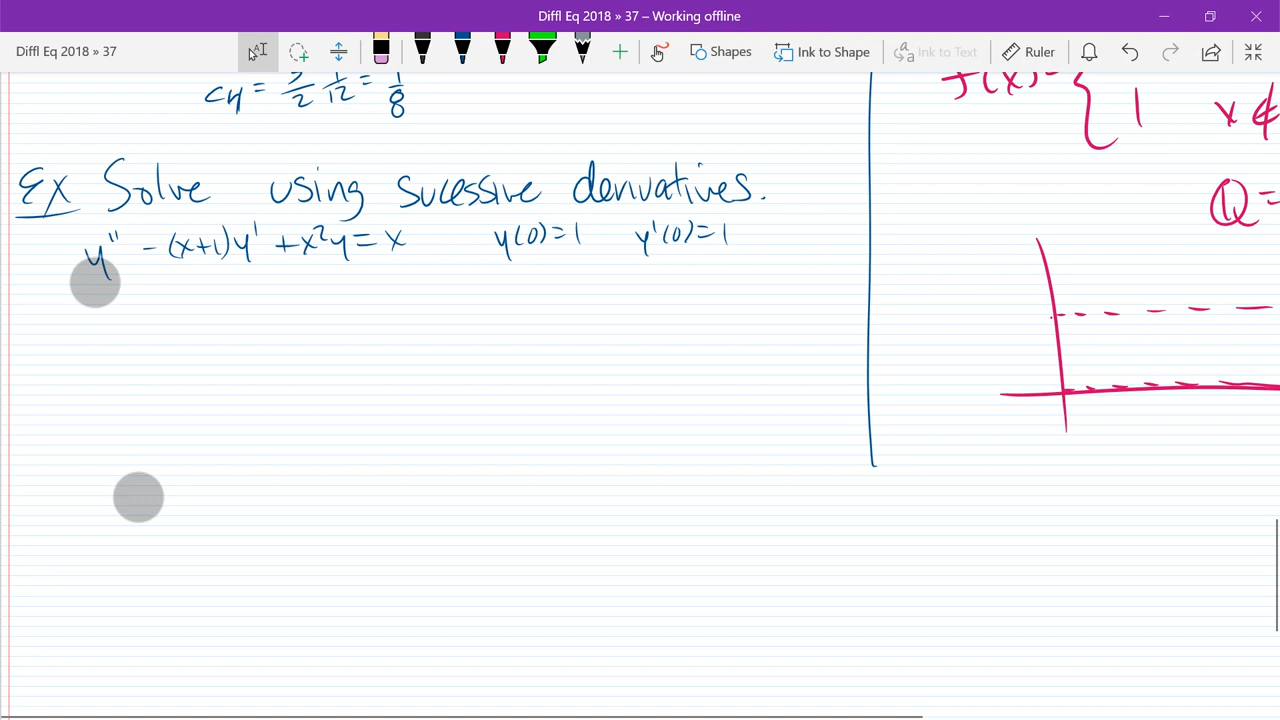 Diffl Eq 2018 » 37 – Working offline
Diffl Eq 2018 » 37
Shapes
Ink to Shape
Ink to Text
Ruler
c4 = 3/2 1/12 = 1/8
Ex Solve using sucessive derivatives.
y'' - (x+1)y' + x²y = x y(0)=1 y'(0)=1
f(x)= { 1 x ∉
Q =